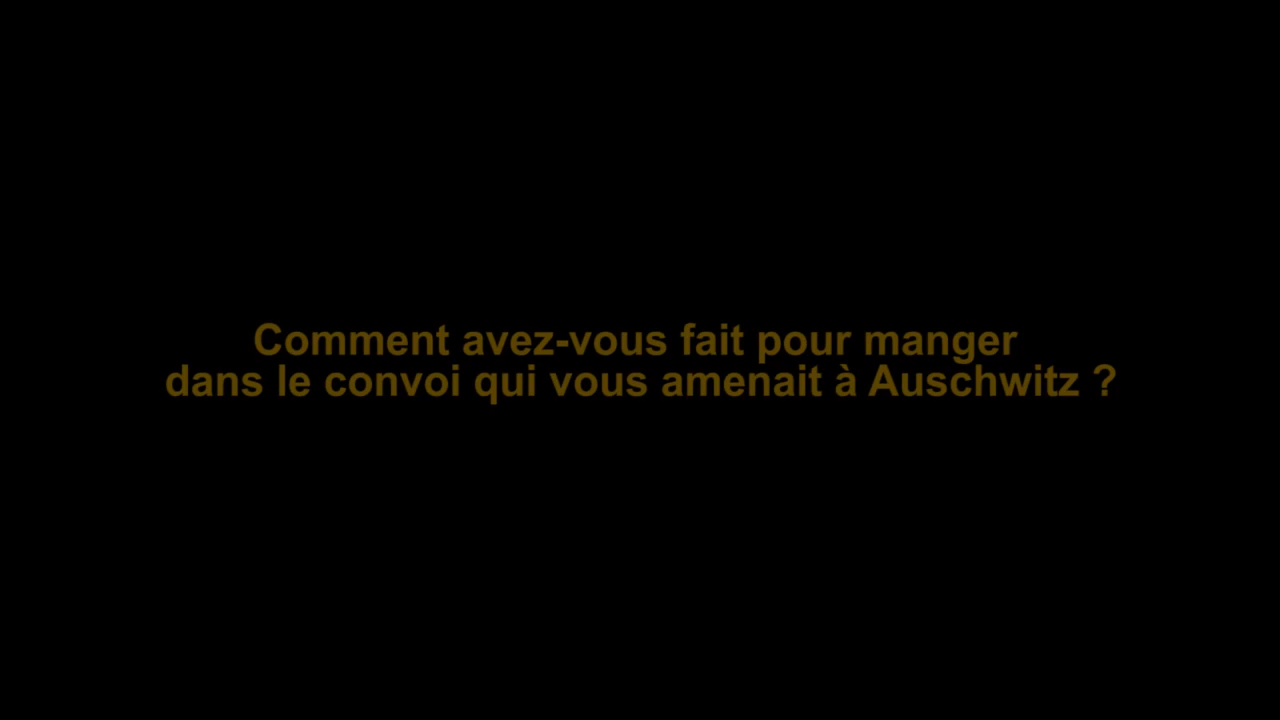 Comment avez-vous fait pour manger
dans le convoi qui vous amenait à Auschwitz ?